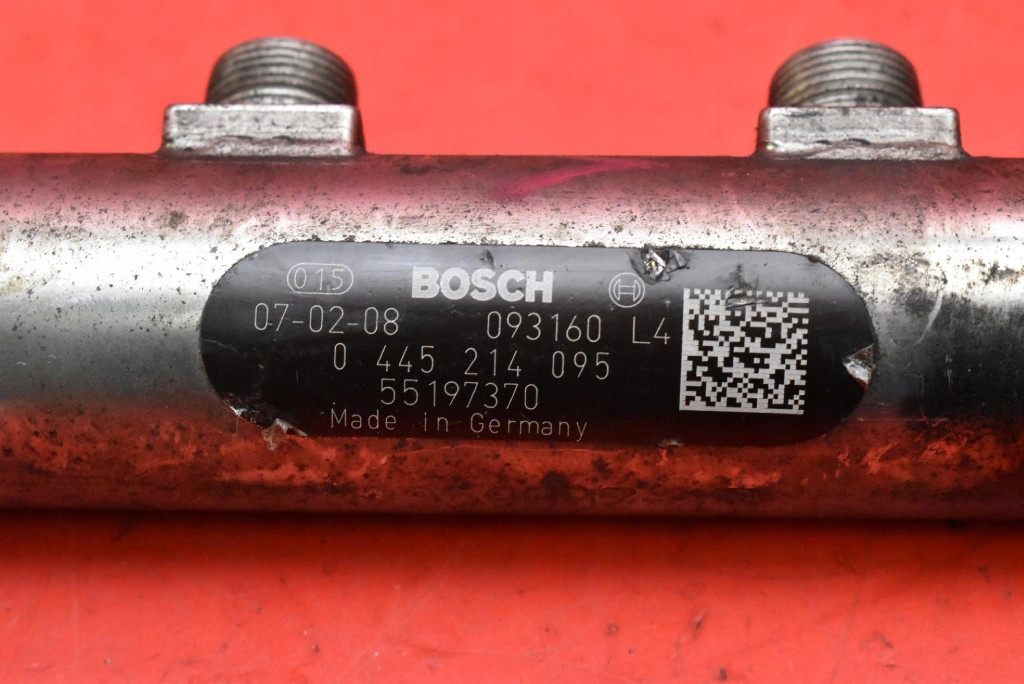 015 BOSCH
07-02-08 093160 L4
0 445 214 095
55197370
Made in Germany